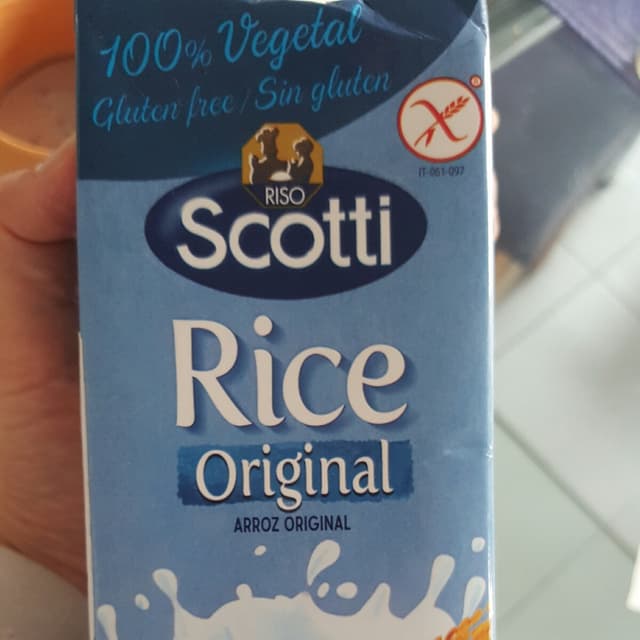 100% Vegetal
Gluten free / Sin gluten
IT-061-097
RISO
Scotti
Rice
Original
ARROZ ORIGINAL